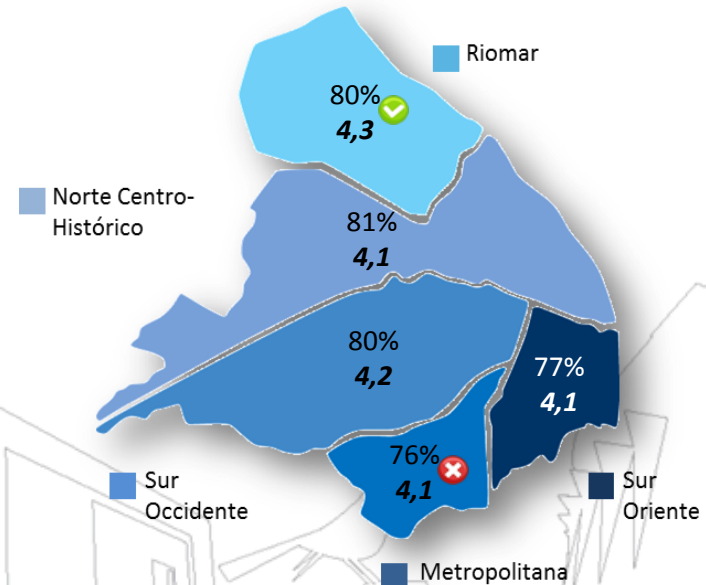 Riomar
80%
4,3
Norte Centro-
Histórico
81%
4,1
80%
4,2
77%
4,1
76%
4,1
Sur
Occidente
Sur
Oriente
Metropolitana